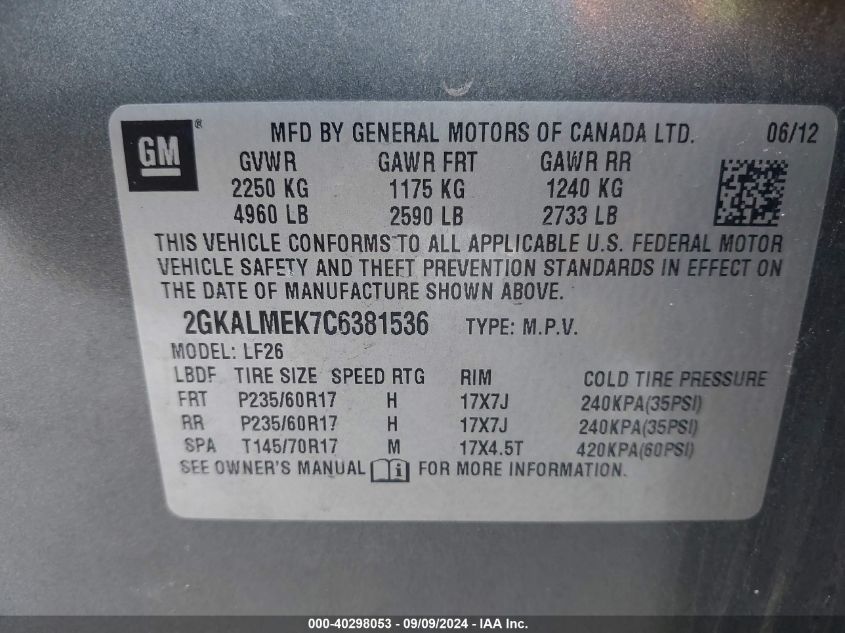 GM ® MFD BY GENERAL MOTORS OF CANADA LTD. 06/12
GVWR GAWR FRT GAWR RR
2250 KG 1175 KG 1240 KG
4960 LB 2590 LB 2733 LB
THIS VEHICLE CONFORMS TO ALL APPLICABLE U.S. FEDERAL MOTOR
VEHICLE SAFETY AND THEFT PREVENTION STANDARDS IN EFFECT ON
THE DATE OF MANUFACTURE SHOWN ABOVE.
2GKALMEK7C6381536 TYPE: M.P.V.
MODEL: LF26
LBDF TIRE SIZE SPEED RTG RIM COLD TIRE PRESSURE
FRT P235/60R17 H 17X7J 240KPA(35PSI)
RR P235/60R17 H 17X7J 240KPA(35PSI)
SPA T145/70R17 M 17X4.5T 420KPA(60PSI)
SEE OWNER'S MANUAL i FOR MORE INFORMATION.
000-40298053 - 09/09/2024 - IAA Inc.